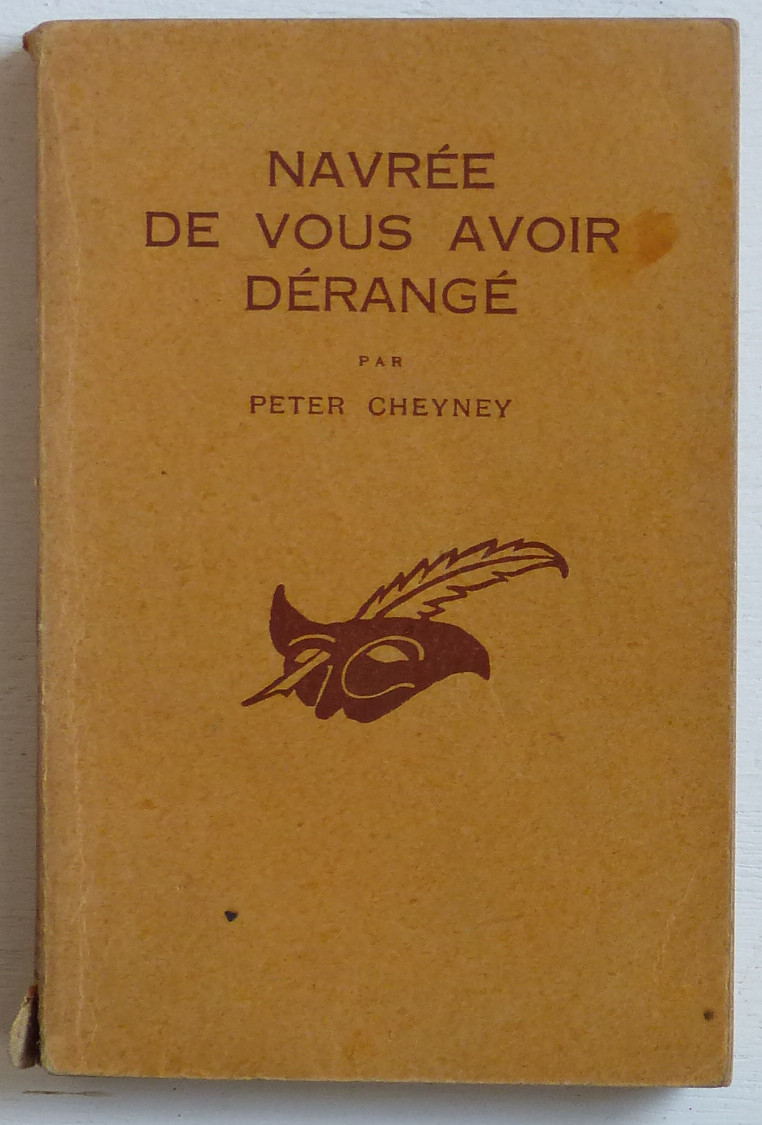 NAVRÉE
DE VOUS AVOIR
DÉRANGÉ
PAR
PETER CHEYNEY